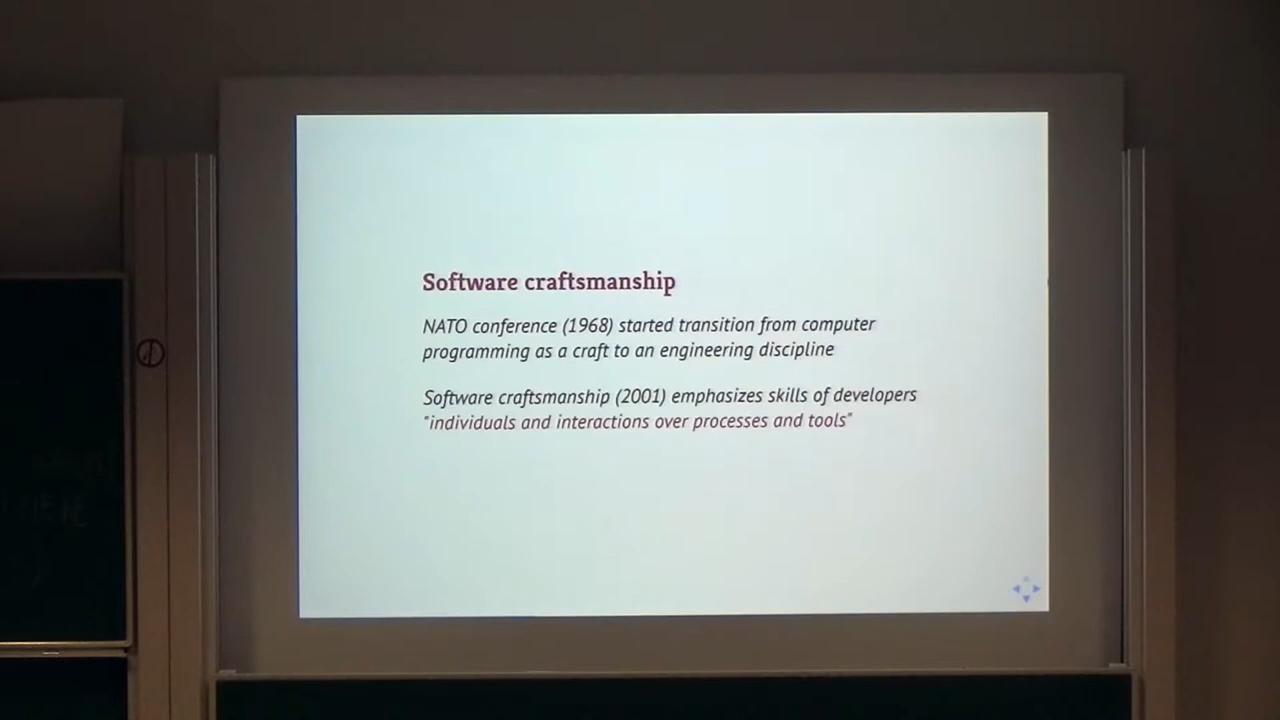 Software craftsmanship
NATO conference (1968) started transition from computer
programming as a craft to an engineering discipline
Software craftsmanship (2001) emphasizes skills of developers
"individuals and interactions over processes and tools"